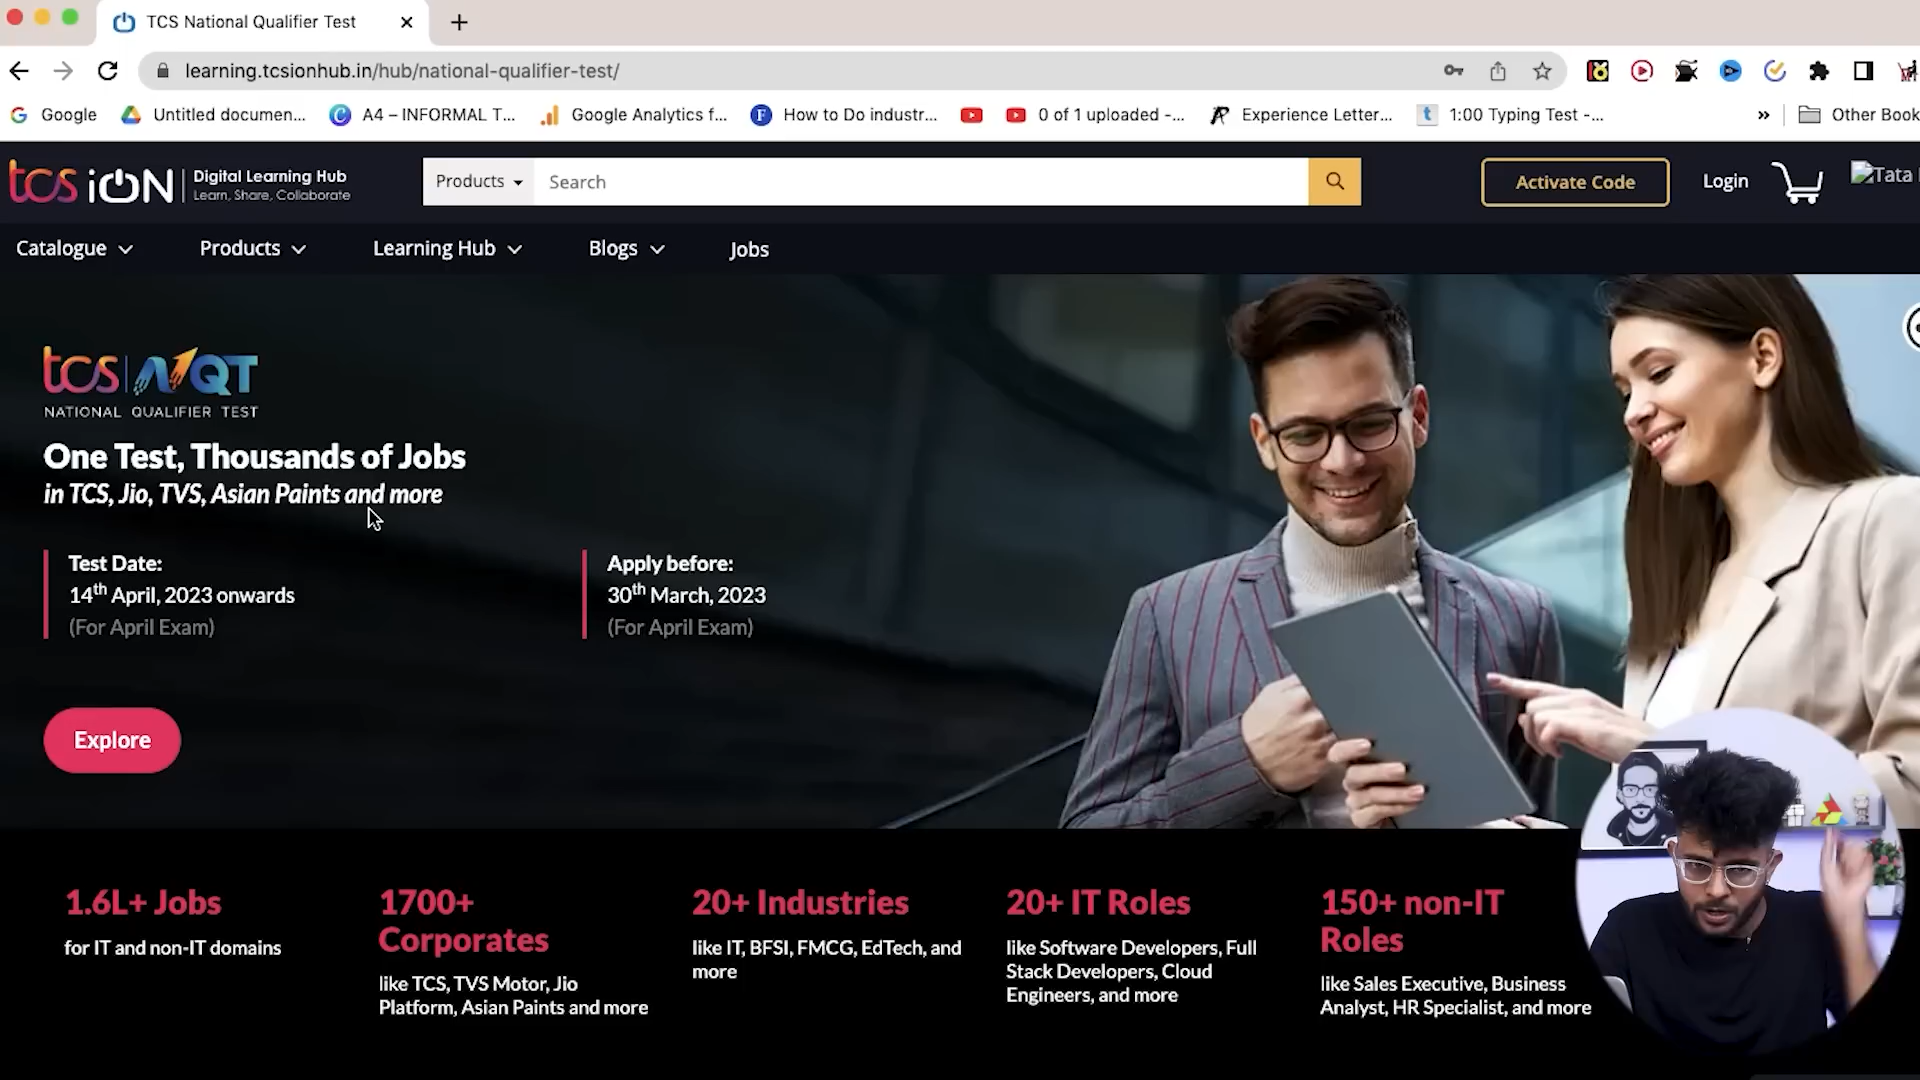 TCS National Qualifier Test
learning.tcsionhub.in/hub/national-qualifier-test/
Google
Untitled documen...
A4 – INFORMAL T...
Google Analytics f...
How to Do industr...
0 of 1 uploaded -...
Experience Letter...
1:00 Typing Test -...
»
Other Book
tcs iON
Digital Learning Hub
Learn, Share, Collaborate
Products
Search
Activate Code
Login
Tata
Catalogue
Products
Learning Hub
Blogs
Jobs
tcs NQT
NATIONAL QUALIFIER TEST
One Test, Thousands of Jobs
in TCS, Jio, TVS, Asian Paints and more
Test Date:
14th April, 2023 onwards
(For April Exam)
Apply before:
30th March, 2023
(For April Exam)
Explore
1.6L+ Jobs
for IT and non-IT domains
1700+
Corporates
like TCS, TVS Motor, Jio
Platform, Asian Paints and more
20+ Industries
like IT, BFSI, FMCG, EdTech, and
more
20+ IT Roles
like Software Developers, Full
Stack Developers, Cloud
Engineers, and more
150+ non-IT
Roles
like Sales Executive, Business
Analyst, HR Specialist, and more